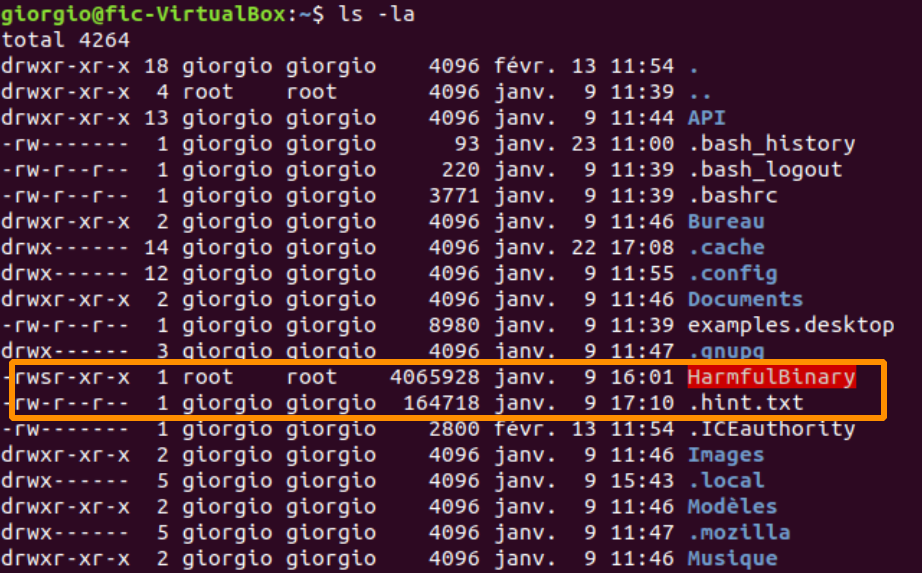 giorgio@fic-VirtualBox:~$ ls -la
total 4264
drwxr-xr-x 18 giorgio giorgio    4096 févr. 13 11:54 .
drwxr-xr-x  4 root    root       4096 janv.  9 11:39 ..
drwxr-xr-x 13 giorgio giorgio    4096 janv.  9 11:44 API
-rw-------  1 giorgio giorgio      93 janv. 23 11:00 .bash_history
-rw-r--r--  1 giorgio giorgio     220 janv.  9 11:39 .bash_logout
-rw-r--r--  1 giorgio giorgio    3771 janv.  9 11:39 .bashrc
drwxr-xr-x  2 giorgio giorgio    4096 janv.  9 11:46 Bureau
drwx------ 14 giorgio giorgio    4096 janv. 22 17:08 .cache
drwx------ 12 giorgio giorgio    4096 janv.  9 11:55 .config
drwxr-xr-x  2 giorgio giorgio    4096 janv.  9 11:46 Documents
-rw-r--r--  1 giorgio giorgio    8980 janv.  9 11:39 examples.desktop
drwx------  3 giorgio giorgio    4096 janv.  9 11:47 .gnupg
-rwsr-xr-x  1 root    root    4065928 janv.  9 16:01 HarmfulBinary
-rw-r--r--  1 giorgio giorgio  164718 janv.  9 17:10 .hint.txt
-rw-------  1 giorgio giorgio    2800 févr. 13 11:54 .ICEauthority
drwxr-xr-x  2 giorgio giorgio    4096 janv.  9 11:46 Images
drwx------  5 giorgio giorgio    4096 janv.  9 15:43 .local
drwxr-xr-x  2 giorgio giorgio    4096 janv.  9 11:46 Modèles
drwx------  5 giorgio giorgio    4096 janv.  9 11:47 .mozilla
drwxr-xr-x  2 giorgio giorgio    4096 janv.  9 11:46 Musique